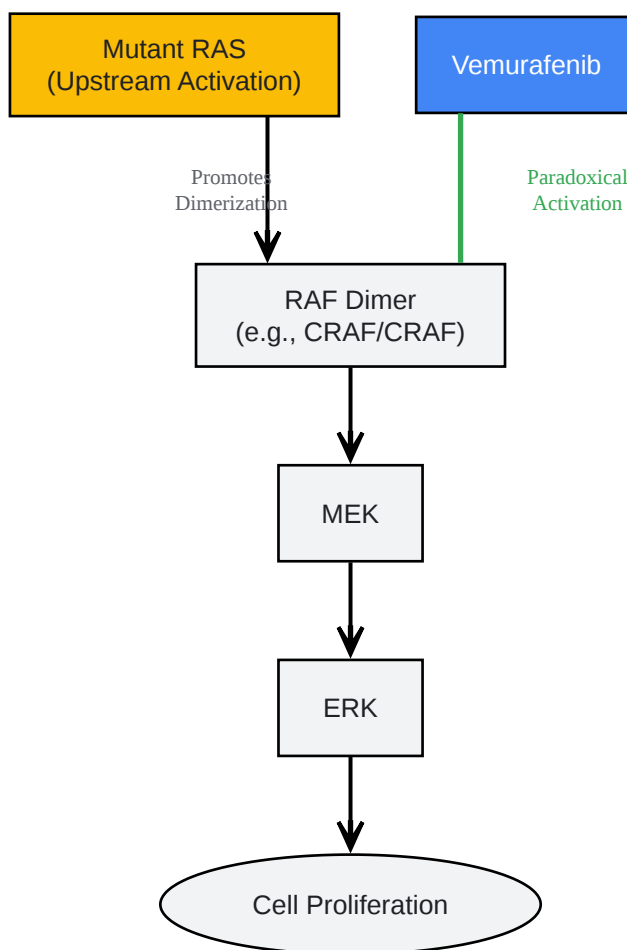 Mutant RAS
(Upstream Activation)
Vemurafenib
Promotes
Dimerization
Paradoxical
Activation
RAF Dimer
(e.g., CRAF/CRAF)
MEK
ERK
Cell Proliferation